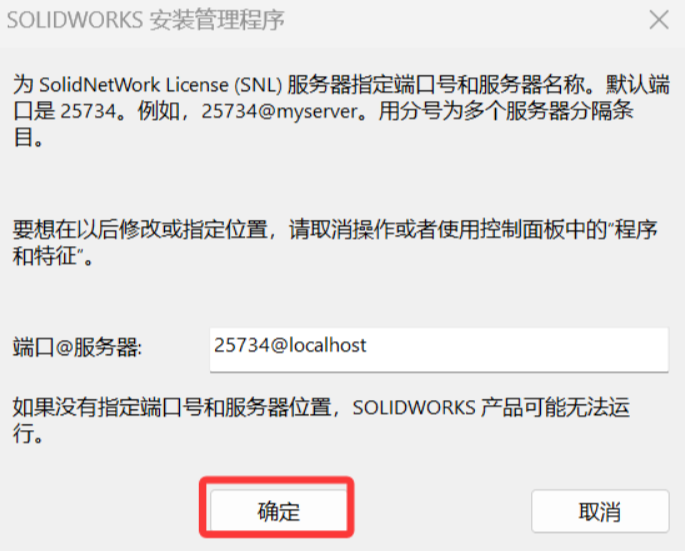 SOLIDWORKS 安装管理程序
为 SolidNetWork License (SNL) 服务器指定端口号和服务器名称。默认端
口是 25734。例如，25734@myserver。用分号为多个服务器分隔条
目。
要想在以后修改或指定位置，请取消操作或者使用控制面板中的"程序
和特征"。
端口@服务器:
25734@localhost
如果没有指定端口号和服务器位置，SOLIDWORKS 产品可能无法运
行。
确定
取消